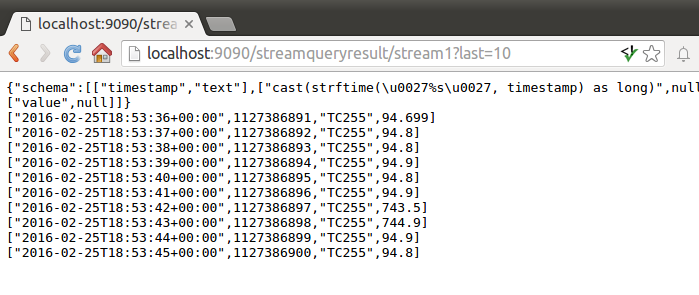 localhost:9090/strea
localhost:9090/streamqueryresult/stream1?last=10
{"schema":[["timestamp","text"],["cast(strftime(\u0027%s\u0027, timestamp) as long)",null
["value",null]]}
["2016-02-25T18:53:36+00:00",1127386891,"TC255",94.699]
["2016-02-25T18:53:37+00:00",1127386892,"TC255",94.8]
["2016-02-25T18:53:38+00:00",1127386893,"TC255",94.8]
["2016-02-25T18:53:39+00:00",1127386894,"TC255",94.9]
["2016-02-25T18:53:40+00:00",1127386895,"TC255",94.8]
["2016-02-25T18:53:41+00:00",1127386896,"TC255",94.9]
["2016-02-25T18:53:42+00:00",1127386897,"TC255",743.5]
["2016-02-25T18:53:43+00:00",1127386898,"TC255",744.9]
["2016-02-25T18:53:44+00:00",1127386899,"TC255",94.9]
["2016-02-25T18:53:45+00:00",1127386900,"TC255",94.8]